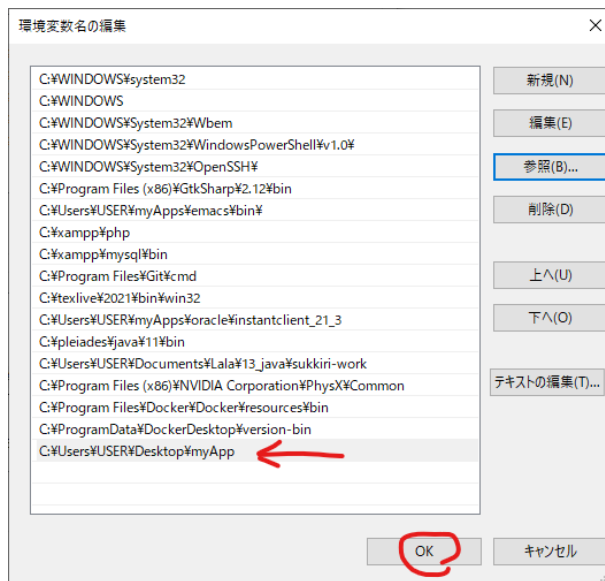 環境変数名の編集
C:¥WINDOWS¥system32
C:¥WINDOWS
C:¥WINDOWS¥System32¥Wbem
C:¥WINDOWS¥System32¥WindowsPowerShell¥v1.0¥
C:¥WINDOWS¥System32¥OpenSSH¥
C:¥Program Files (x86)¥GtkSharp¥2.12¥bin
C:¥Users¥USER¥myApps¥emacs¥bin¥
C:¥xampp¥php
C:¥xampp¥mysql¥bin
C:¥Program Files¥Git¥cmd
C:¥texlive¥2021¥bin¥win32
C:¥Users¥USER¥myApps¥oracle¥instantclient_21_3
C:¥pleiades¥java¥11¥bin
C:¥Users¥USER¥Documents¥Lala¥13_java¥sukkiri-work
C:¥Program Files (x86)¥NVIDIA Corporation¥PhysX¥Common
C:¥Program Files¥Docker¥Docker¥resources¥bin
C:¥ProgramData¥DockerDesktop¥version-bin
C:¥Users¥USER¥Desktop¥myApp
新規(N)
編集(E)
参照(B)...
削除(D)
上へ(U)
下へ(O)
テキストの編集(T)...
OK
キャンセル